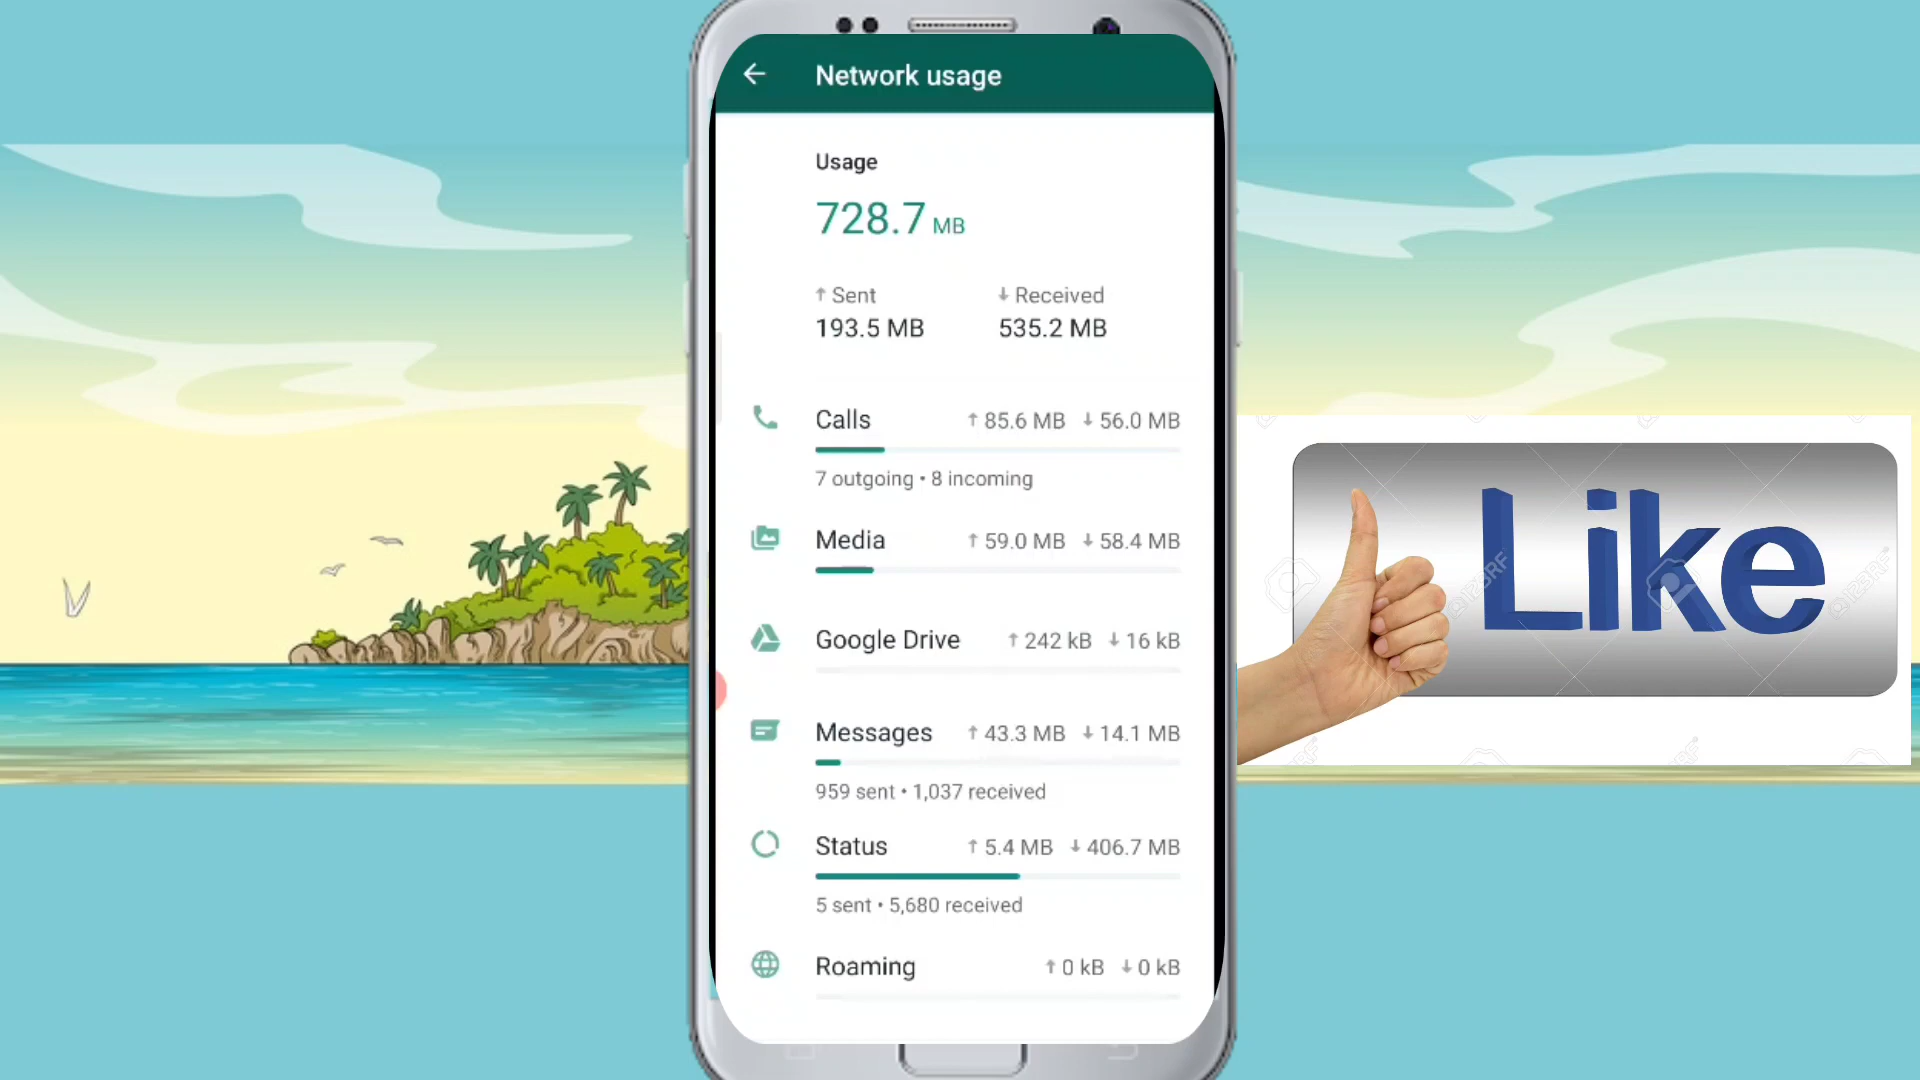 Network usage
Usage
728.7 MB
↑ Sent ↓ Received
193.5 MB 535.2 MB
Calls ↑ 85.6 MB ↓ 56.0 MB
7 outgoing • 8 incoming
Media ↑ 59.0 MB ↓ 58.4 MB
Google Drive ↑ 242 kB ↓ 16 kB
Messages ↑ 43.3 MB ↓ 14.1 MB
959 sent • 1,037 received
Status ↑ 5.4 MB ↓ 406.7 MB
5 sent • 5,680 received
Roaming ↑ 0 kB ↓ 0 kB
Like
123RF
123RF